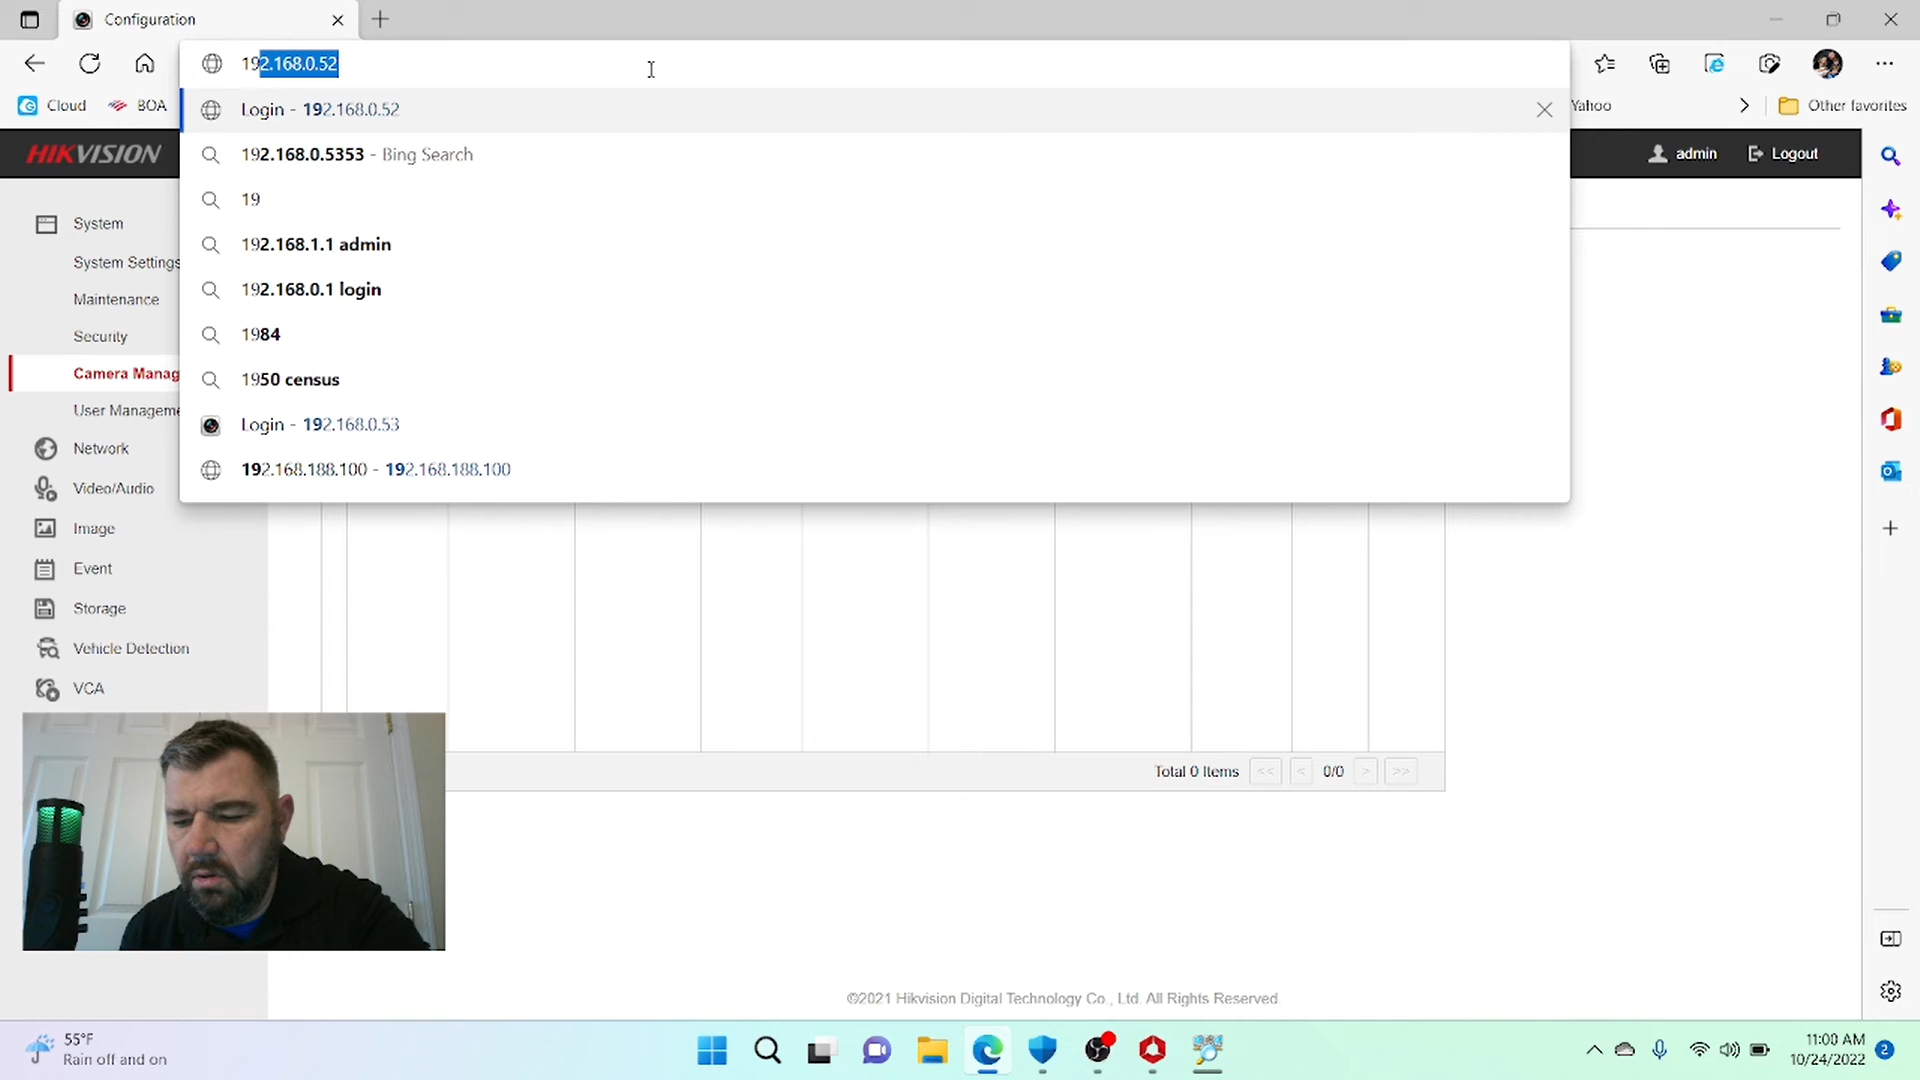 Configuration
192.168.0.52
Cloud
BOA
Yahoo
Other favorites
Login - 192.168.0.52
192.168.0.5353 - Bing Search
19
192.168.1.1 admin
192.168.0.1 login
1984
1950 census
Login - 192.168.0.53
192.168.188.100 - 192.168.188.100
HIKVISION
admin
Logout
System
System Settings
Maintenance
Security
Camera Manag
User Manageme
Network
Video/Audio
Image
Event
Storage
Vehicle Detection
VCA
Total 0 Items << < 0/0 > >>
©2021 Hikvision Digital Technology Co., Ltd. All Rights Reserved.
55°F
Rain off and on
11:00 AM
10/24/2022
2